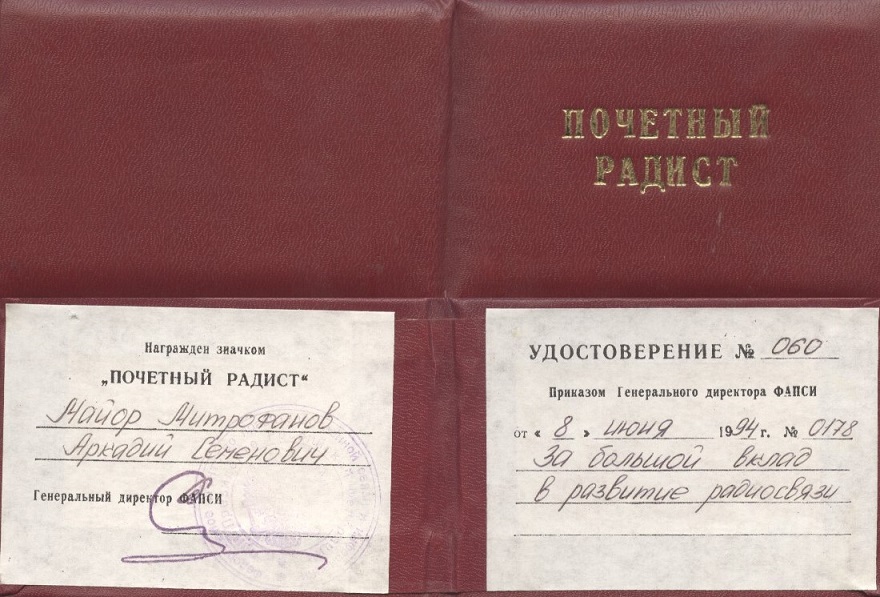 ПОЧЕТНЫЙ
РАДИСТ
Награжден значком
„ПОЧЕТНЫЙ РАДИСТ“
Майор Митрофанов
Аркадий Семенович
Генеральный директор ФАПСИ
УДОСТОВЕРЕНИЕ № 060
Приказом Генерального директора ФАПСИ
от « 8 » июня 1994 г. № 0178
За большой вклад
в развитие радиосвязи